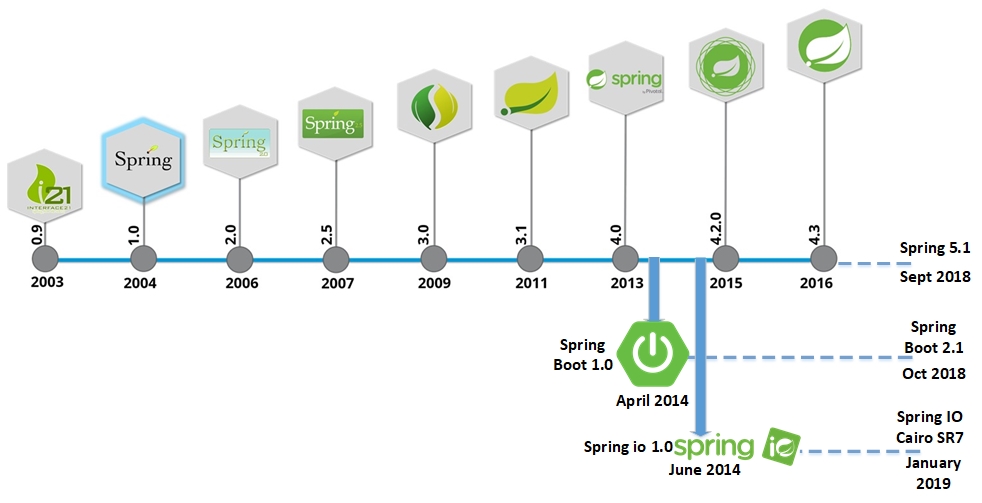 i21
INTERFACE21
Spring
Spring
2.0
Spring
spring
by Pivotal
0.9
1.0
2.0
2.5
3.0
3.1
4.0
4.2.0
4.3
2003
2004
2006
2007
2009
2011
2013
2015
2016
Spring 5.1
Sept 2018
Spring
Boot 1.0
April 2014
Spring
Boot 2.1
Oct 2018
Spring io 1.0
spring io
June 2014
Spring IO
Cairo SR7
January
2019